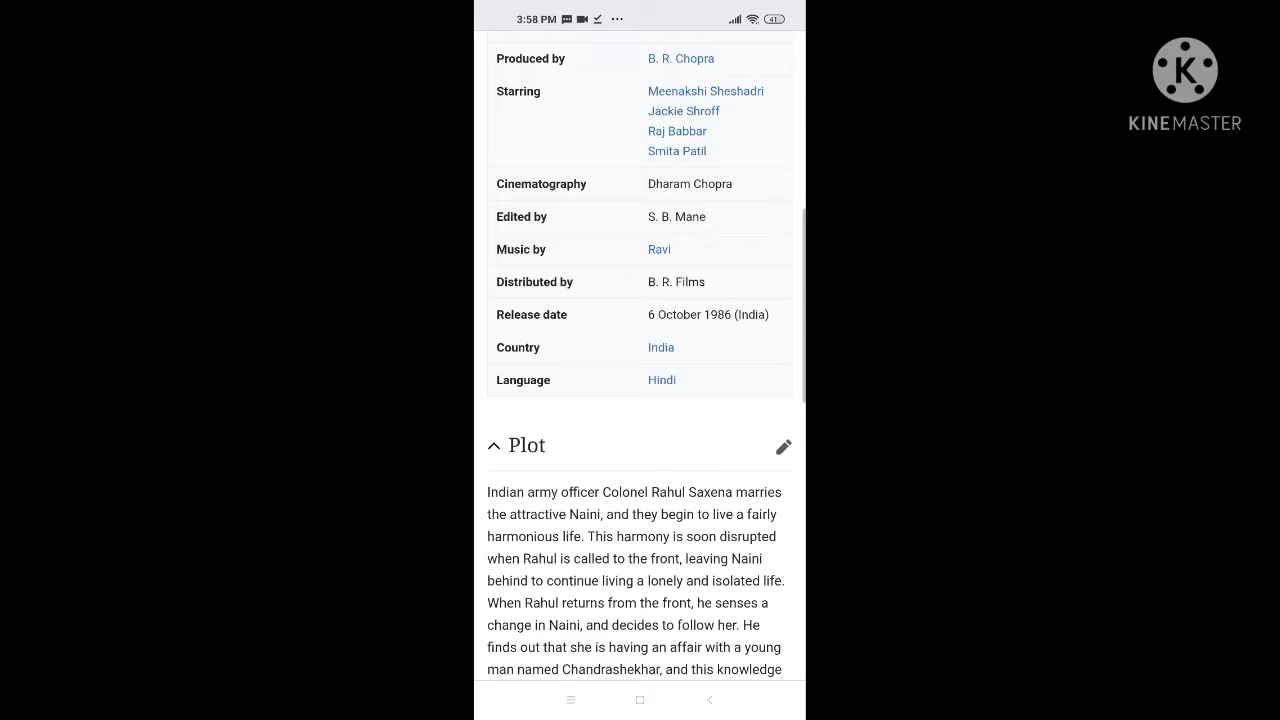 3:58 PM
41
Produced by B. R. Chopra
Starring Meenakshi Sheshadri
Jackie Shroff
Raj Babbar
Smita Patil
Cinematography Dharam Chopra
Edited by S. B. Mane
Music by Ravi
Distributed by B. R. Films
Release date 6 October 1986 (India)
Country India
Language Hindi
Plot
Indian army officer Colonel Rahul Saxena marries
the attractive Naini, and they begin to live a fairly
harmonious life. This harmony is soon disrupted
when Rahul is called to the front, leaving Naini
behind to continue living a lonely and isolated life.
When Rahul returns from the front, he senses a
change in Naini, and decides to follow her. He
finds out that she is having an affair with a young
man named Chandrashekhar, and this knowledge
K
KINEMASTER